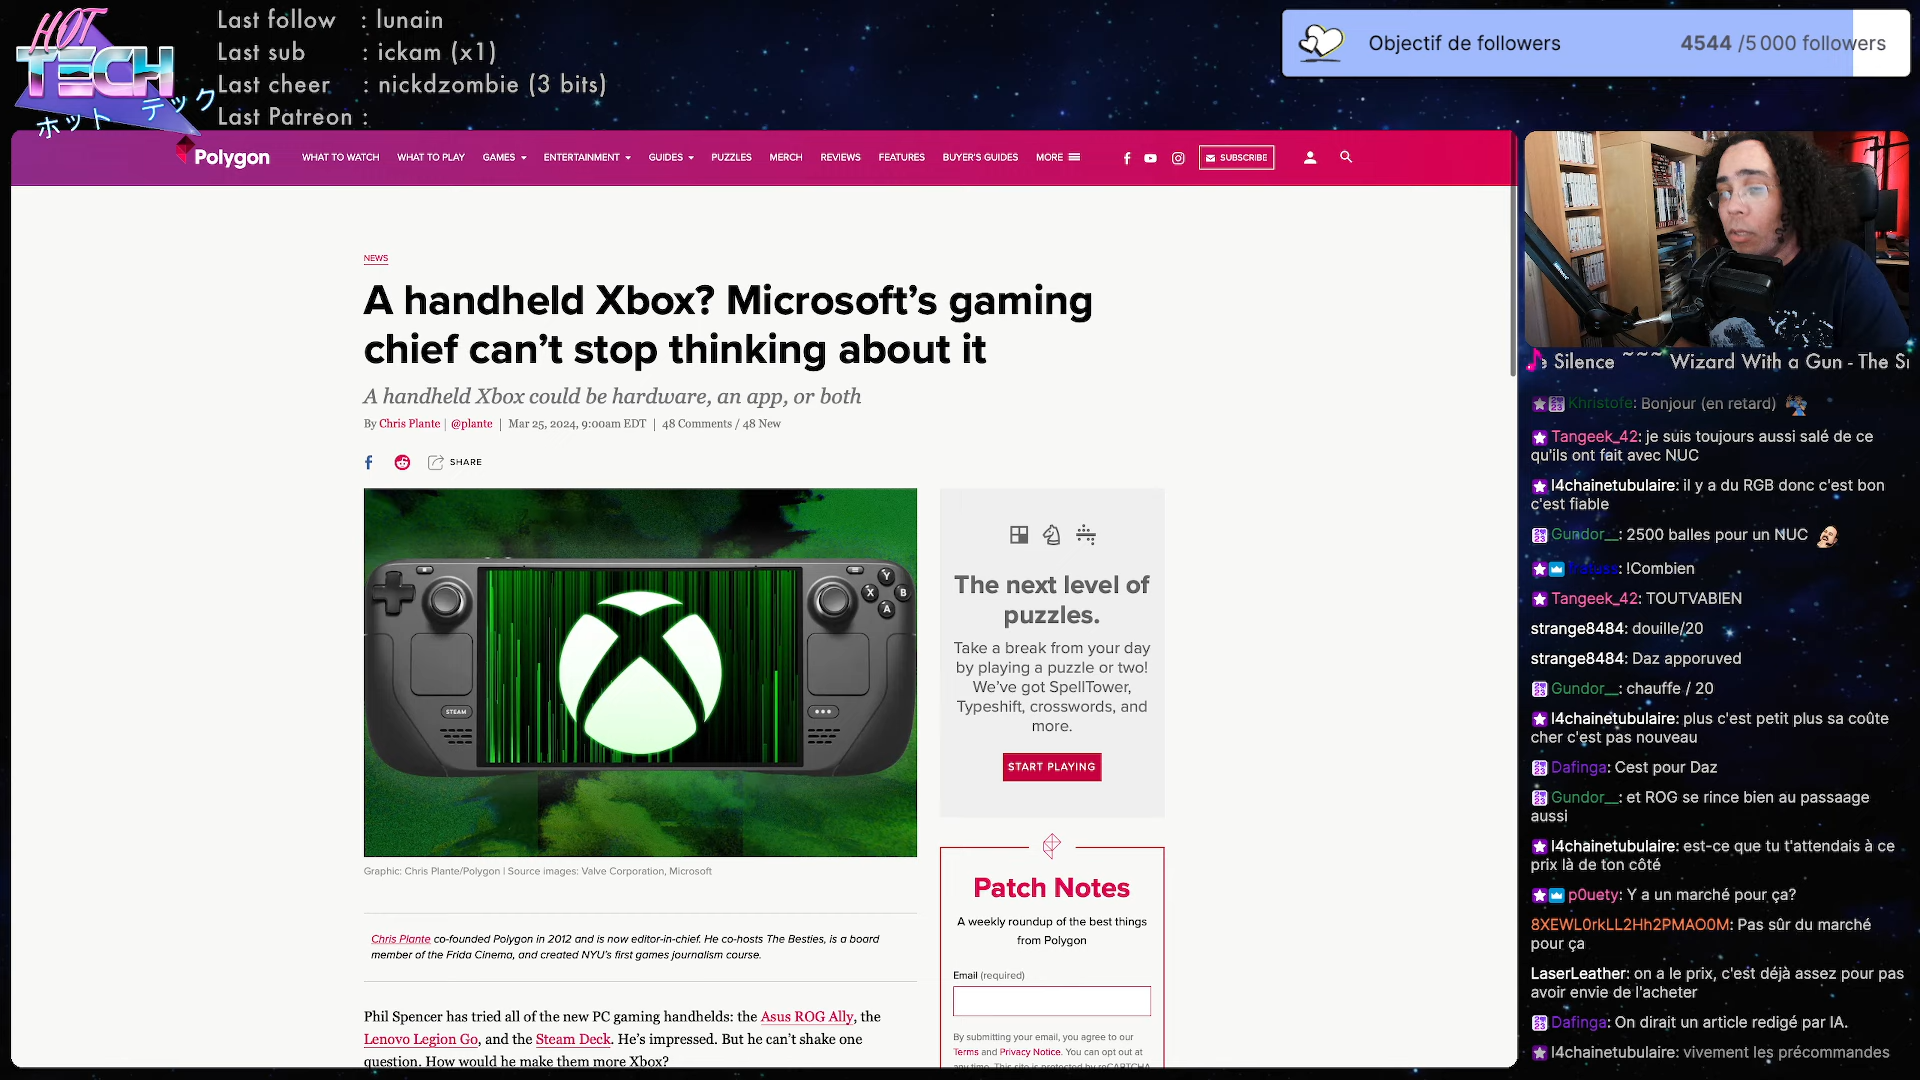 HOT
TECH
ホット テック
Last follow : lunain
Last sub : ickam (x1)
Last cheer : nickdzombie (3 bits)
Last Patreon :
Objectif de followers 4544 /5 000 followers
Polygon
WHAT TO WATCH WHAT TO PLAY GAMES ENTERTAINMENT GUIDES PUZZLES MERCH REVIEWS FEATURES BUYER'S GUIDES MORE SUBSCRIBE
NEWS
A handheld Xbox? Microsoft's gaming
chief can't stop thinking about it
A handheld Xbox could be hardware, an app, or both
By Chris Plante | @plante | Mar 25, 2024, 9:00am EDT | 48 Comments / 48 New
SHARE
Y
X B
A
STEAM
Graphic: Chris Plante/Polygon | Source images: Valve Corporation, Microsoft
Chris Plante co-founded Polygon in 2012 and is now editor-in-chief. He co-hosts The Besties, is a board
member of the Frida Cinema, and created NYU's first games journalism course.
Phil Spencer has tried all of the new PC gaming handhelds: the Asus ROG Ally, the
Lenovo Legion Go, and the Steam Deck. He's impressed. But he can't shake one
question. How would he make them more Xbox?
The next level of
puzzles.
Take a break from your day
by playing a puzzle or two!
We've got SpellTower,
Typeshift, crosswords, and
more.
START PLAYING
Patch Notes
A weekly roundup of the best things
from Polygon
Email (required)
By submitting your email, you agree to our
Terms and Privacy Notice. You can opt out at
any time. This site is protected by reCAPTCHA
e Silence ~~~ Wizard With a Gun - The Si
Khristofe: Bonjour (en retard)
Tangeek_42: je suis toujours aussi salé de ce
qu'ils ont fait avec NUC
l4chainetubulaire: il y a du RGB donc c'est bon
c'est fiable
Gundor__: 2500 balles pour un NUC
: !Combien
Tangeek_42: TOUTVABIEN
strange8484: douille/20
strange8484: Daz apporuved
Gundor__: chauffe / 20
l4chainetubulaire: plus c'est petit plus sa coûte
cher c'est pas nouveau
Dafinga: Cest pour Daz
Gundor__: et ROG se rince bien au passaage
aussi
l4chainetubulaire: est-ce que tu t'attendais à ce
prix là de ton côté
p0uety: Y a un marché pour ça?
8XEWL0rkLL2Hh2PMAO0M: Pas sûr du marché
pour ça
LaserLeather: on a le prix, c'est déjà assez pour pas
avoir envie de l'acheter
Dafinga: On dirait un article redigé par IA.
l4chainetubulaire: vivement les précommandes